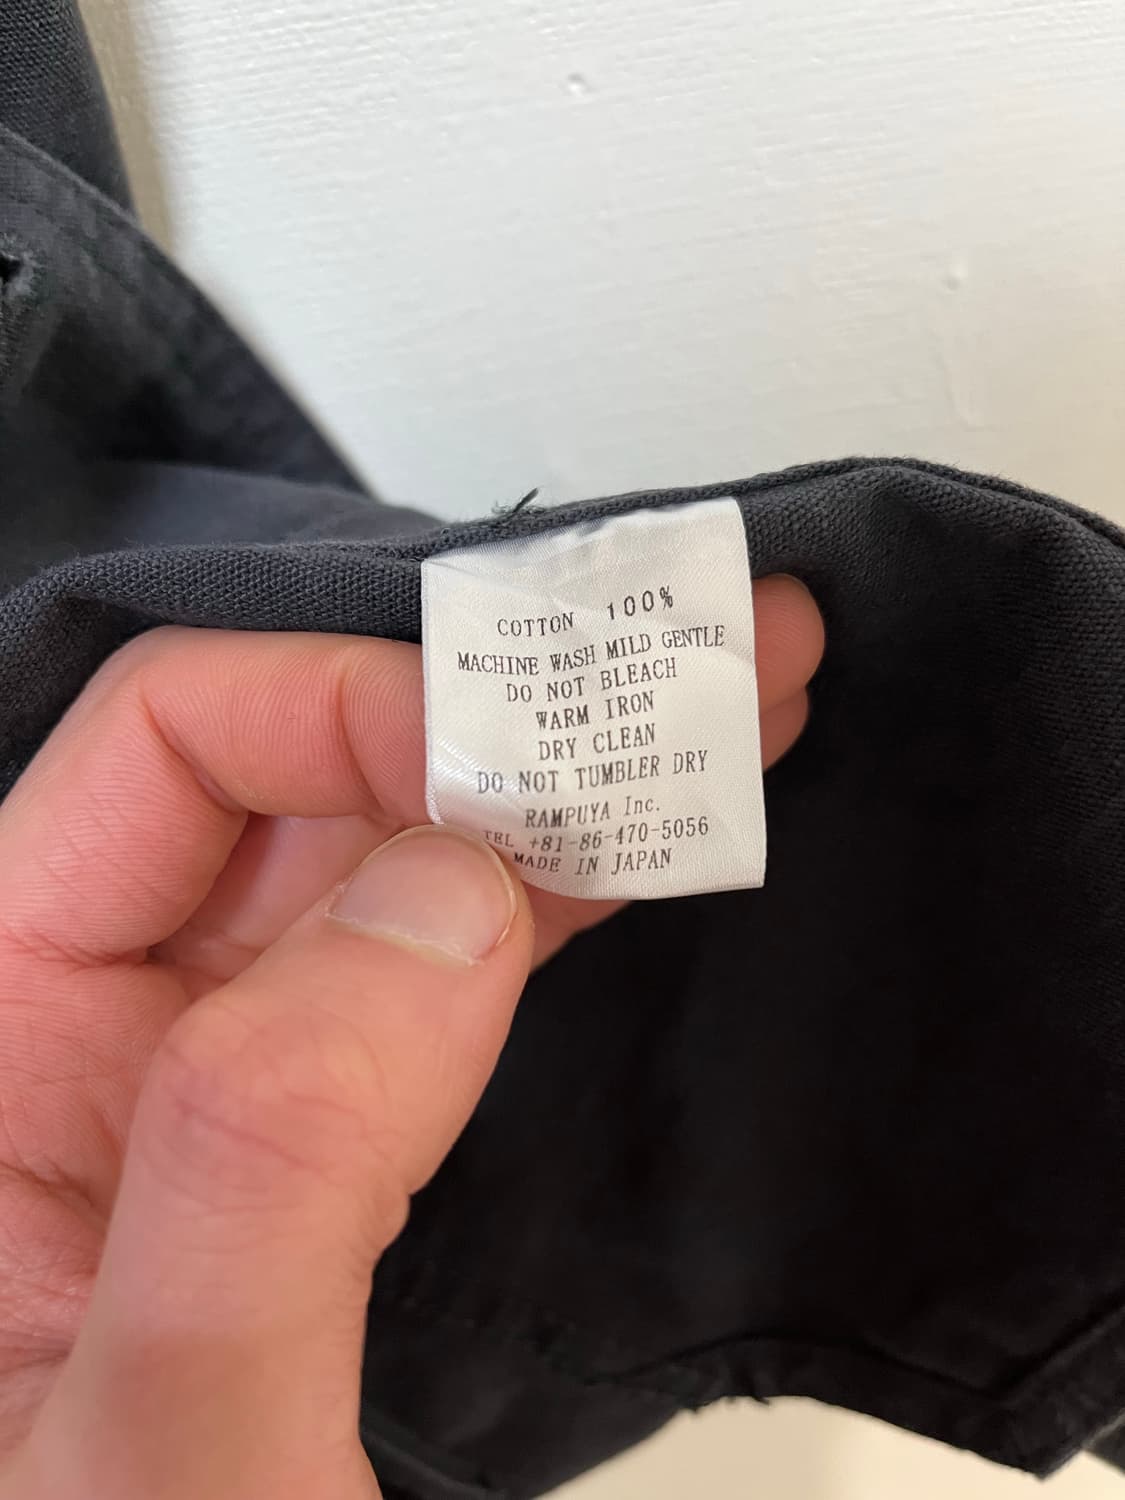 COTTON 100%
MACHINE WASH MILD GENTLE
DO NOT BLEACH
WARM IRON
DRY CLEAN
DO NOT TUMBLER DRY
RAMPUYA Inc.
TEL +81-86-470-5056
MADE IN JAPAN